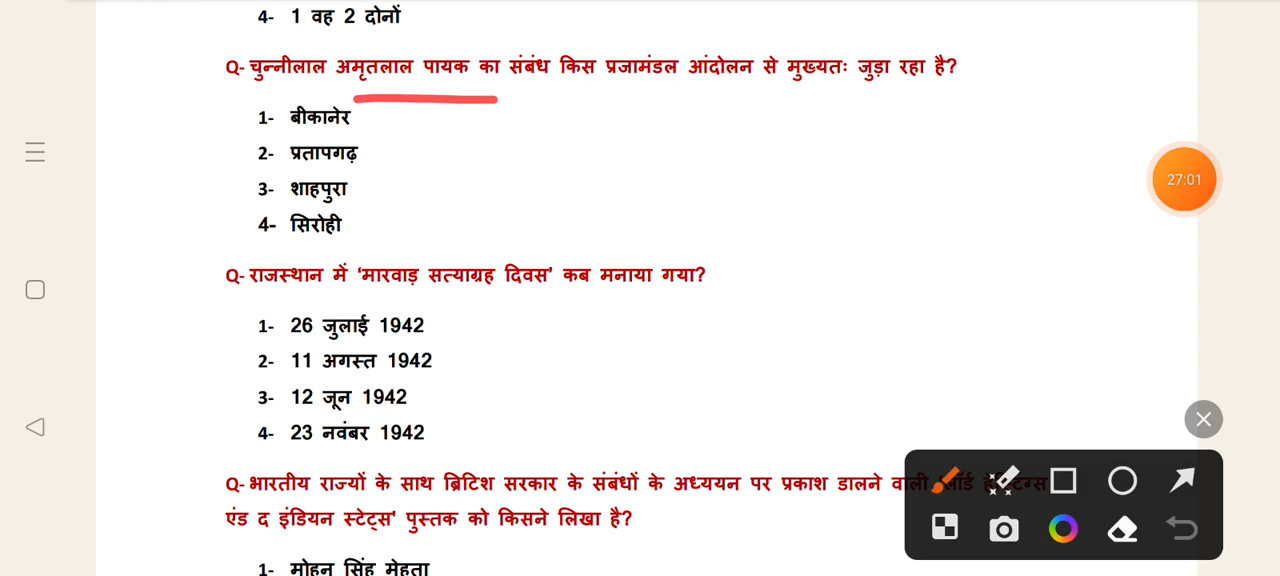 4- 1 वह 2 दोनों
Q- चुन्नीलाल अमृतलाल पायक का संबंध किस प्रजामंडल आंदोलन से मुख्यतः जुड़ा रहा है?
1- बीकानेर
2- प्रतापगढ़
3- शाहपुरा
4- सिरोही
27:01
Q- राजस्थान में ‘मारवाड़ सत्याग्रह दिवस’ कब मनाया गया?
1- 26 जुलाई 1942
2- 11 अगस्त 1942
3- 12 जून 1942
4- 23 नवंबर 1942
Q- भारतीय राज्यों के साथ ब्रिटिश सरकार के संबंधों के अध्ययन पर प्रकाश डालने वाली
एंड द इंडियन स्टेट्स' पुस्तक को किसने लिखा है?
1- मोहन सिंह मेहता